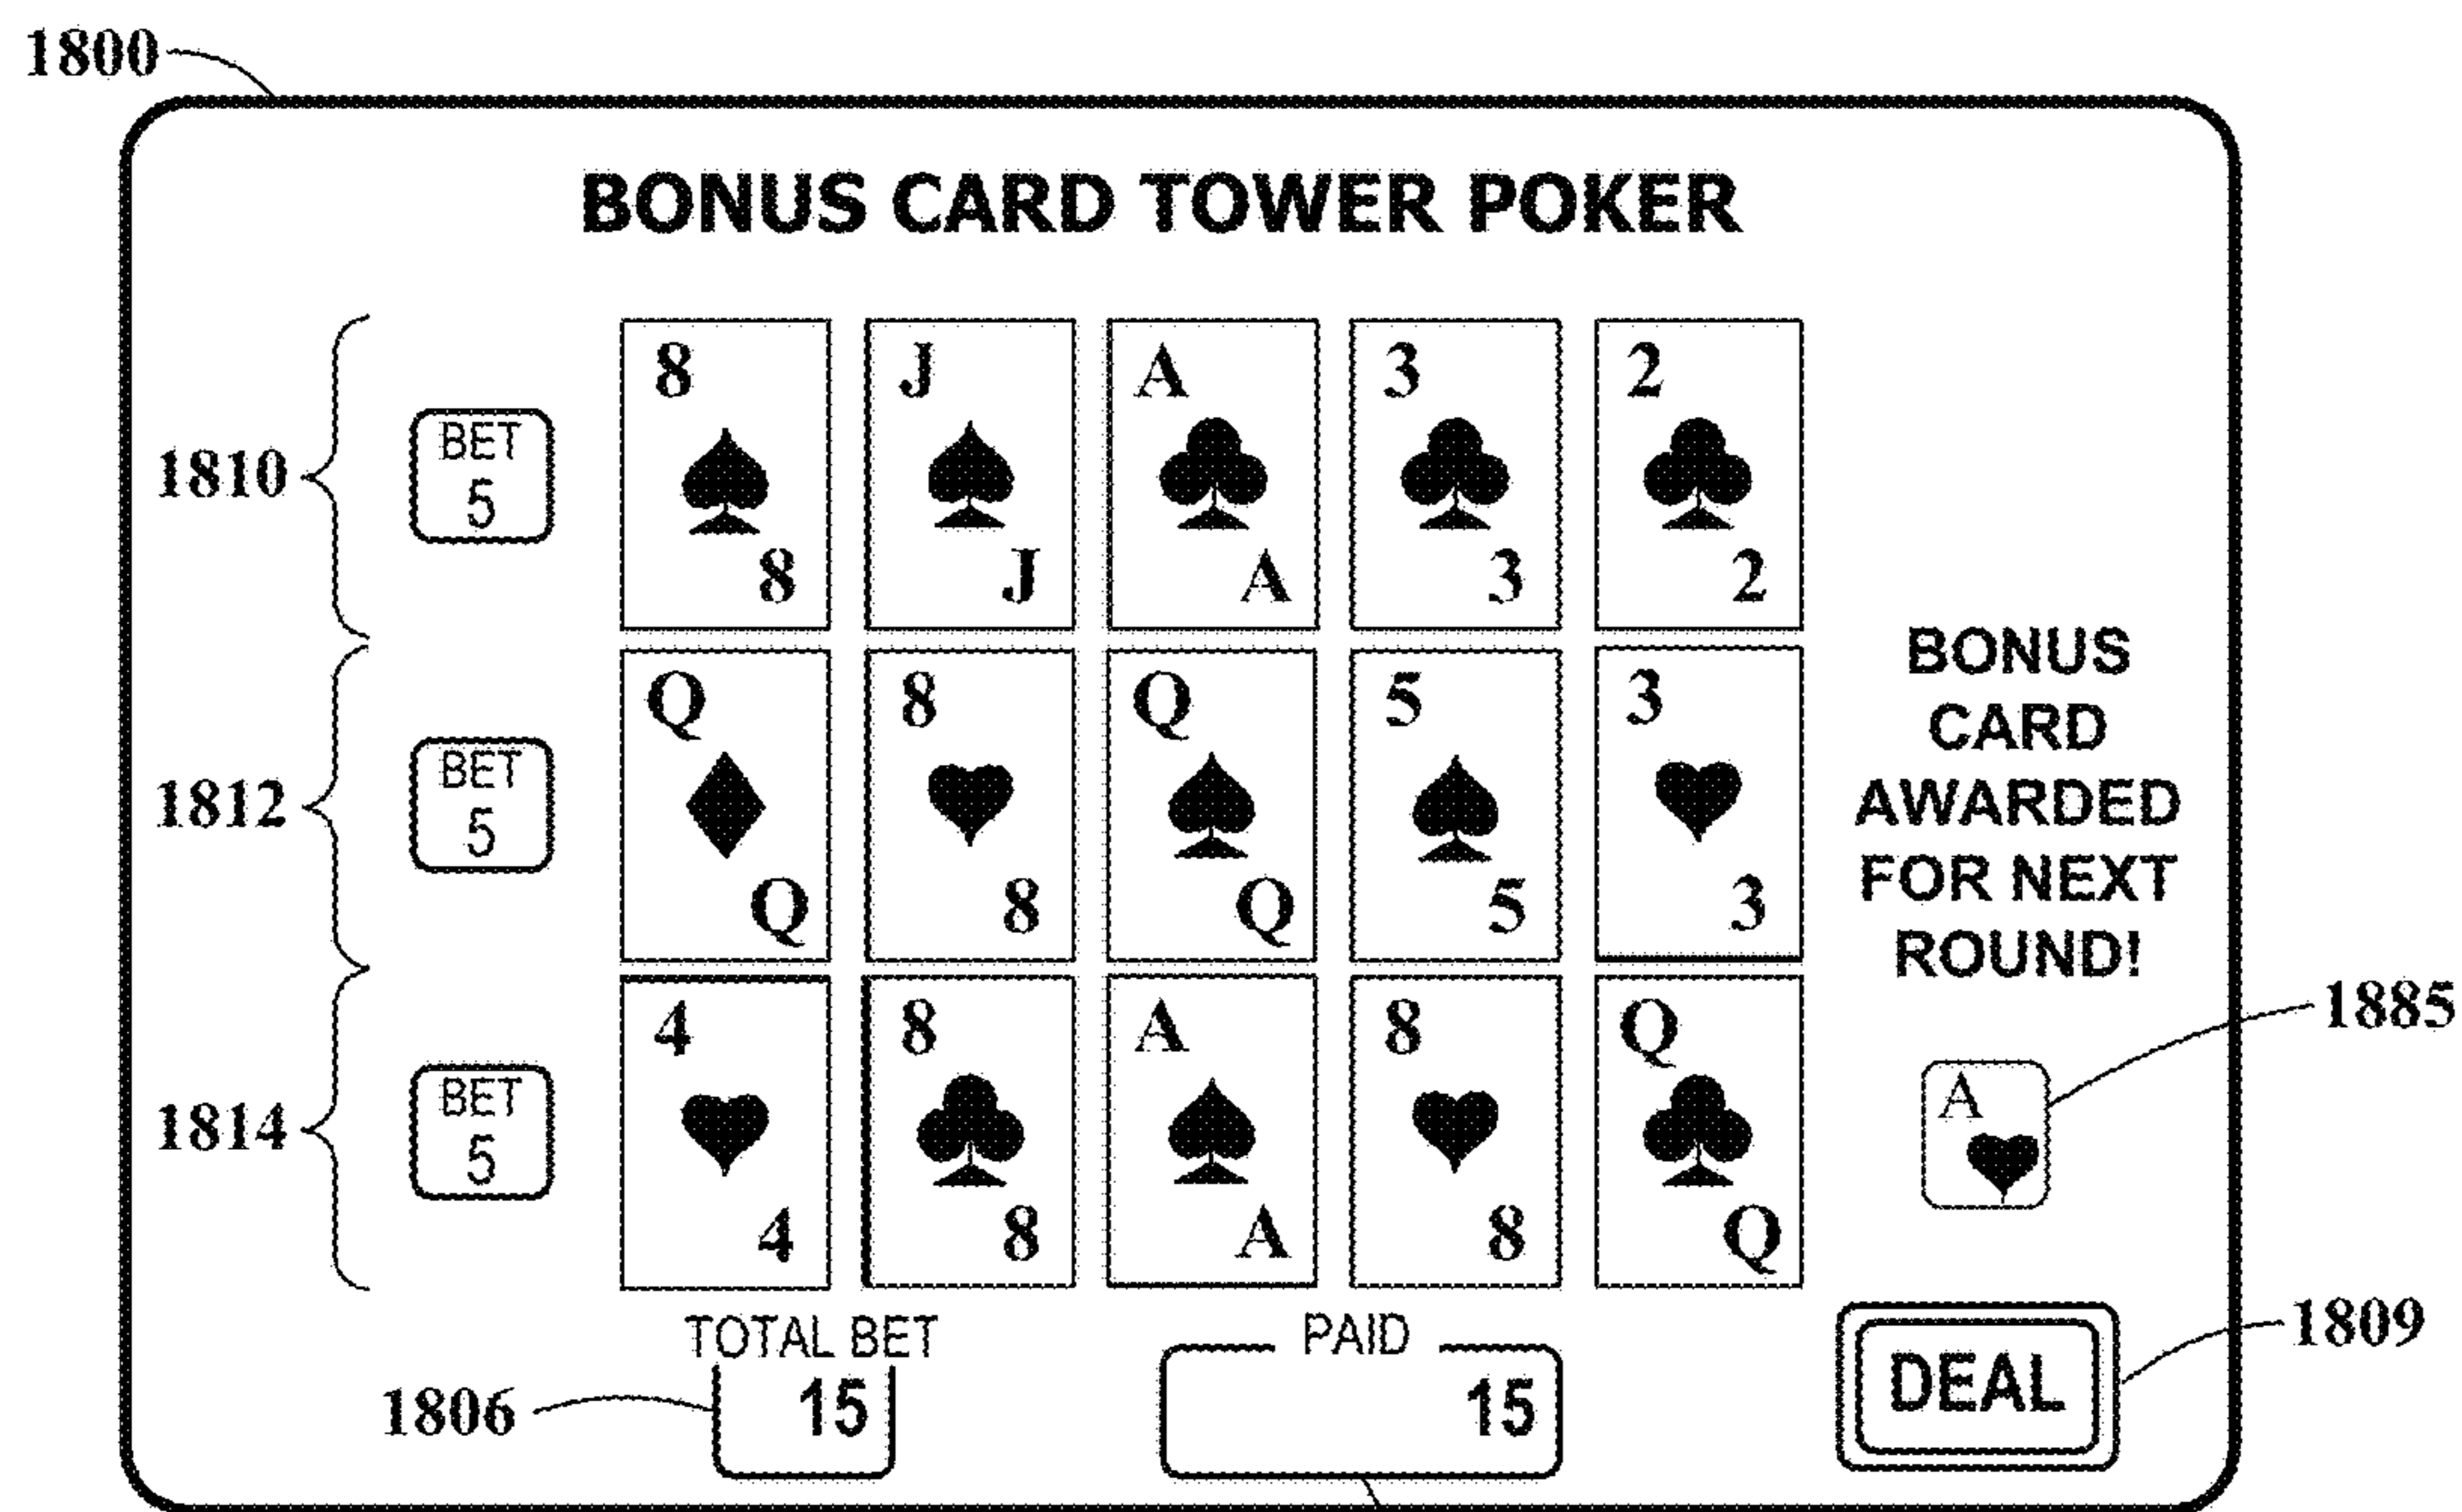 1800
BONUS CARD TOWER POKER
8 J A 3 2
BET
1810
5
8 J A 3 2
Q 8 Q 5 3
BET
1812
5
Q 8 Q 5 3
BONUS
CARD
AWARDED
FOR NEXT
ROUND!
4 8 A 8 Q
1885
BET
1814
5
A
4 8 A 8 Q
TOTAL BET
PAID
1809
1806
15
15
DEAL